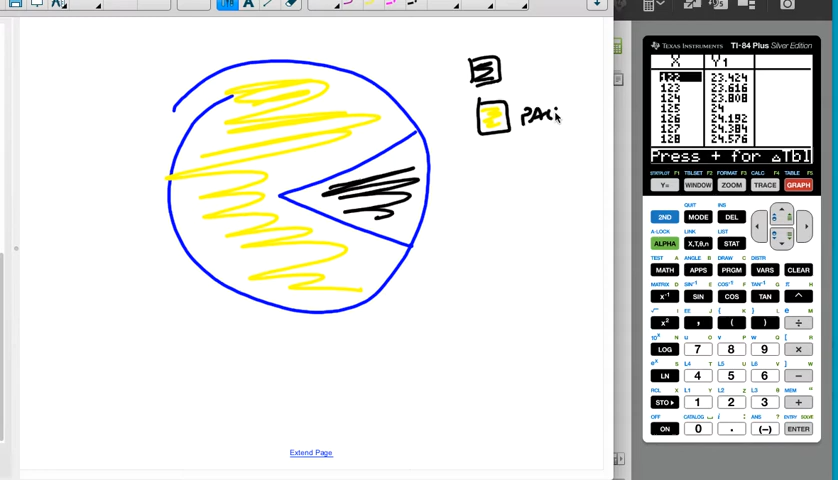 PAC
Extend Page
TEXAS INSTRUMENTS TI-84 Plus Silver Edition
X Y₁
122 23.424
123 23.616
124 23.808
125 24
126 24.192
127 24.384
128 24.576
Press + for △Tbl
STAT PLOT F1 TBLSET F2 FORMAT F3 CALC F4 TABLE F5
Y= WINDOW ZOOM TRACE GRAPH
QUIT INS
2ND MODE DEL
A-LOCK LINK LIST
ALPHA X,T,θ,n STAT
TEST A ANGLE B DRAW C DISTR
MATH APPS PRGM VARS CLEAR
MATRIX D SIN⁻¹ E COS⁻¹ F TAN⁻¹ G π H
x⁻¹ SIN COS TAN ^
√ I EE J { K } L e M
x² , ( ) ÷
10ˣ N u O v P w Q [ R
LOG 7 8 9 ×
eˣ S L4 T L5 U L6 V ] W
LN 4 5 6 −
RCL X L1 Y L2 Z L3 θ MEM "
STO▸ 1 2 3 +
OFF CATALOG i : ANS ? ENTRY SOLVE
ON 0 . (−) ENTER